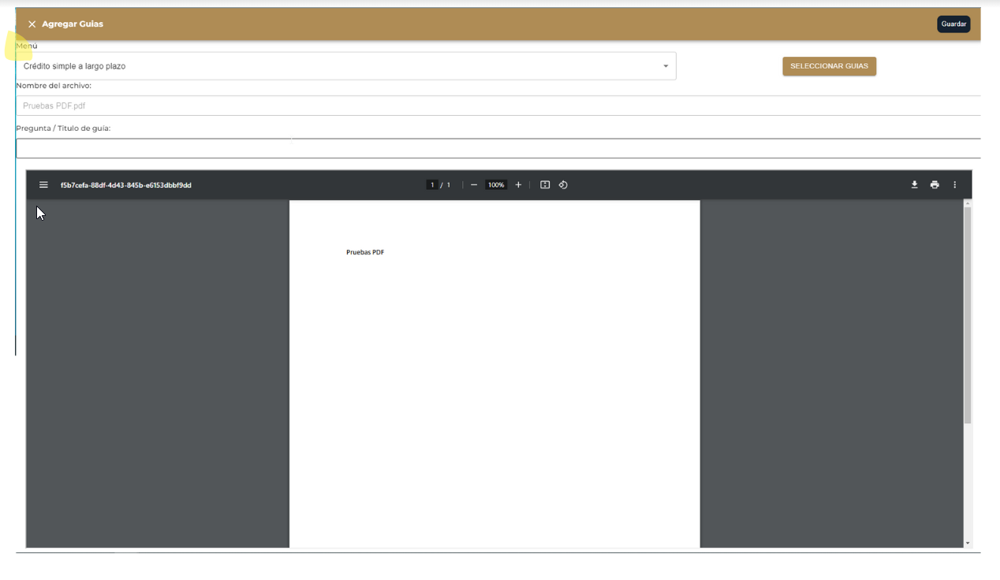 Agregar Guias
Guardar
Menú
Crédito simple a largo plazo
SELECCIONAR GUIAS
Nombre del archivo:
Pruebas PDF.pdf
Pregunta / Titulo de guía:
f5b7cefa-88df-4d43-845b-e6153dbbf9dd
1 / 1
100%
Pruebas PDF